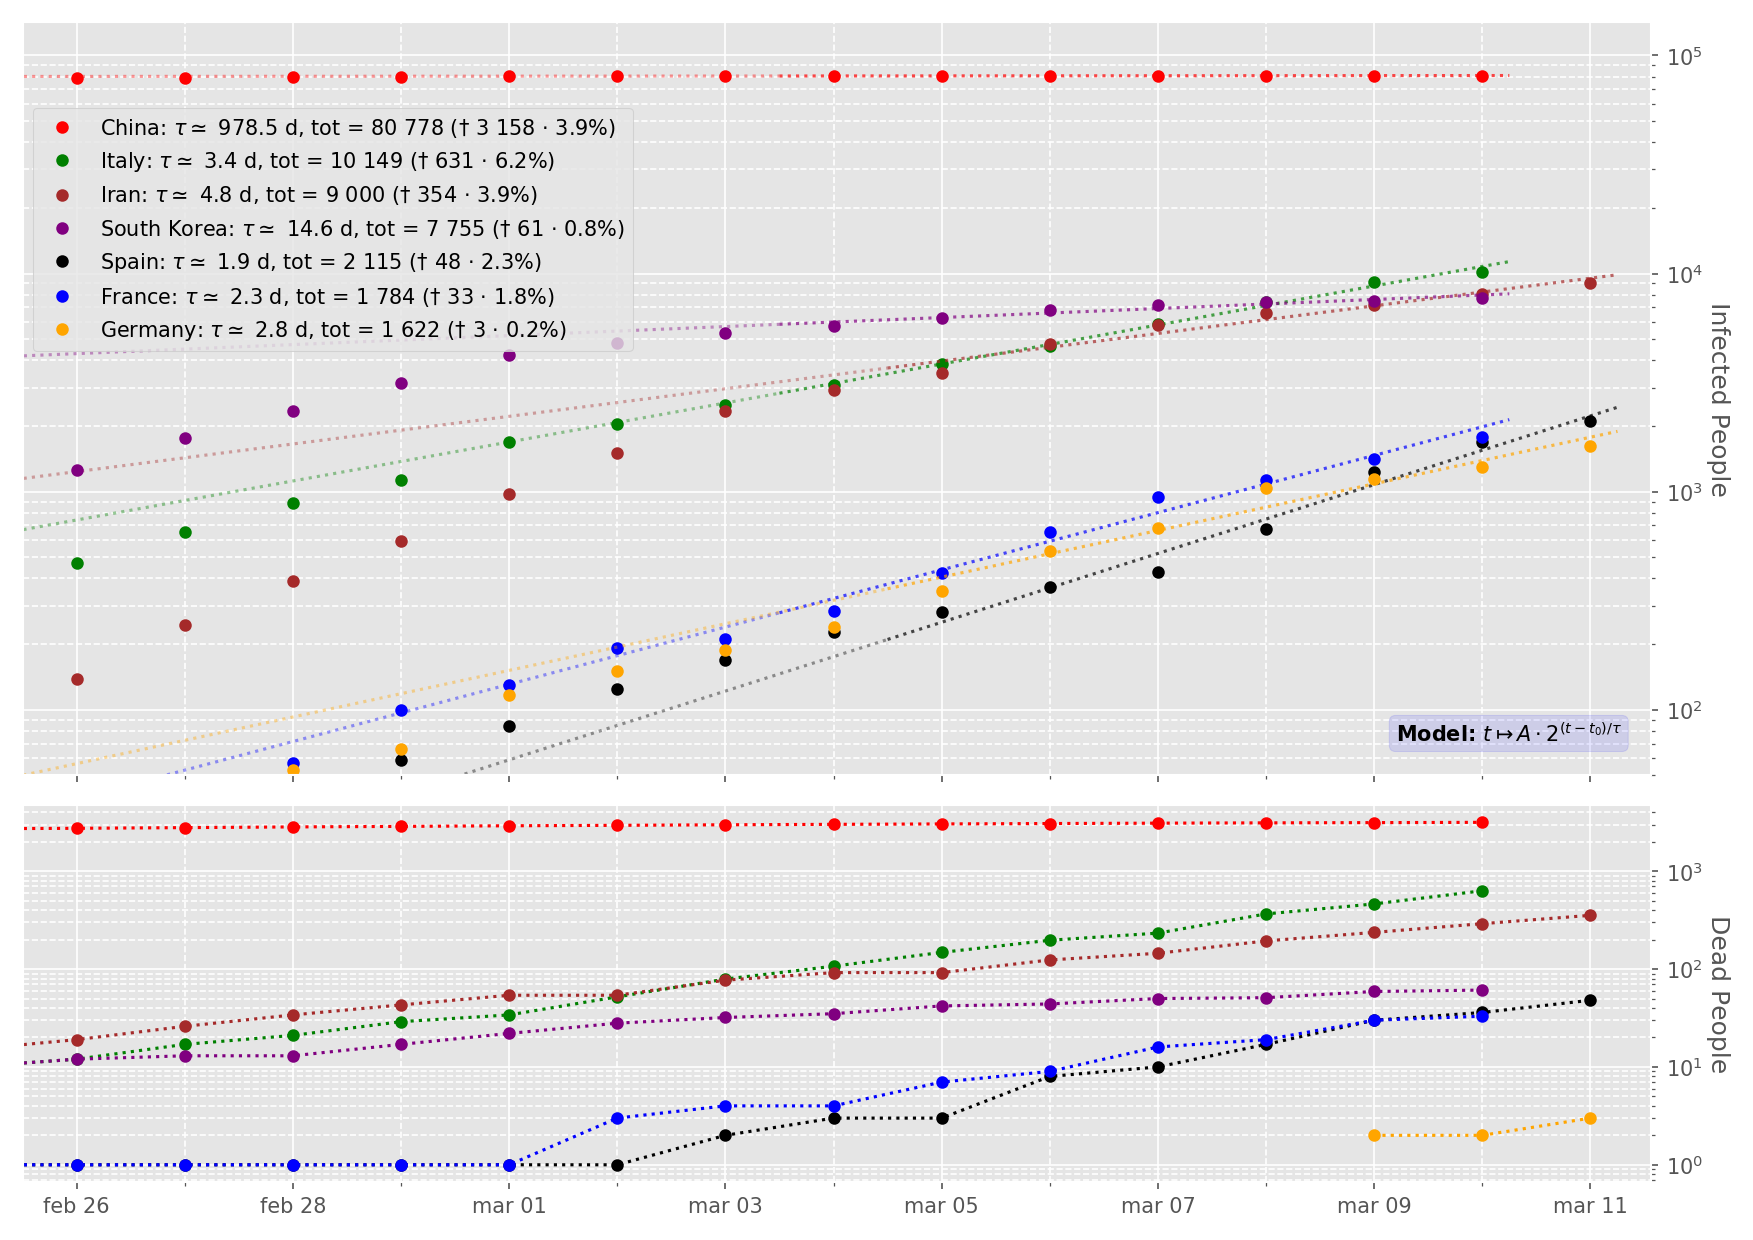 10⁵
China: τ ≃ 978.5 d, tot = 80 778 († 3 158 · 3.9%)
Italy: τ ≃ 3.4 d, tot = 10 149 († 631 · 6.2%)
Iran: τ ≃ 4.8 d, tot = 9 000 († 354 · 3.9%)
South Korea: τ ≃ 14.6 d, tot = 7 755 († 61 · 0.8%)
Spain: τ ≃ 1.9 d, tot = 2 115 († 48 · 2.3%)
France: τ ≃ 2.3 d, tot = 1 784 († 33 · 1.8%)
Germany: τ ≃ 2.8 d, tot = 1 622 († 3 · 0.2%)
10⁴
Infected People
10³
10²
Model: t ↦ A · 2^{(t − t₀)/τ}
10³
Dead People
10²
10¹
10⁰
feb 26 feb 28 mar 01 mar 03 mar 05 mar 07 mar 09 mar 11